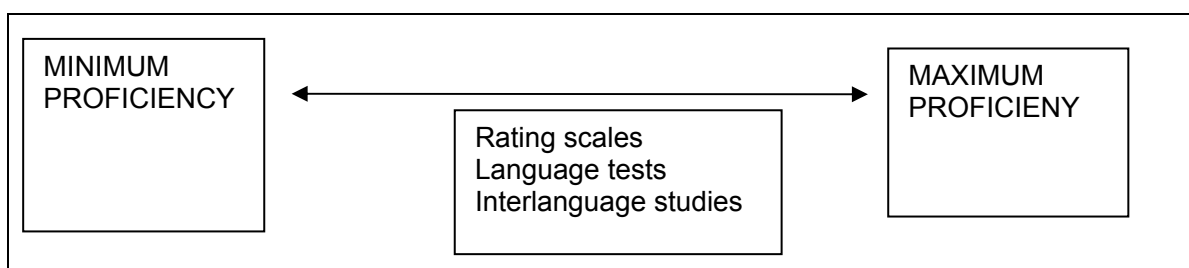 MINIMUM
PROFICIENCY
MAXIMUM
PROFICIENY
Rating scales
Language tests
Interlanguage studies